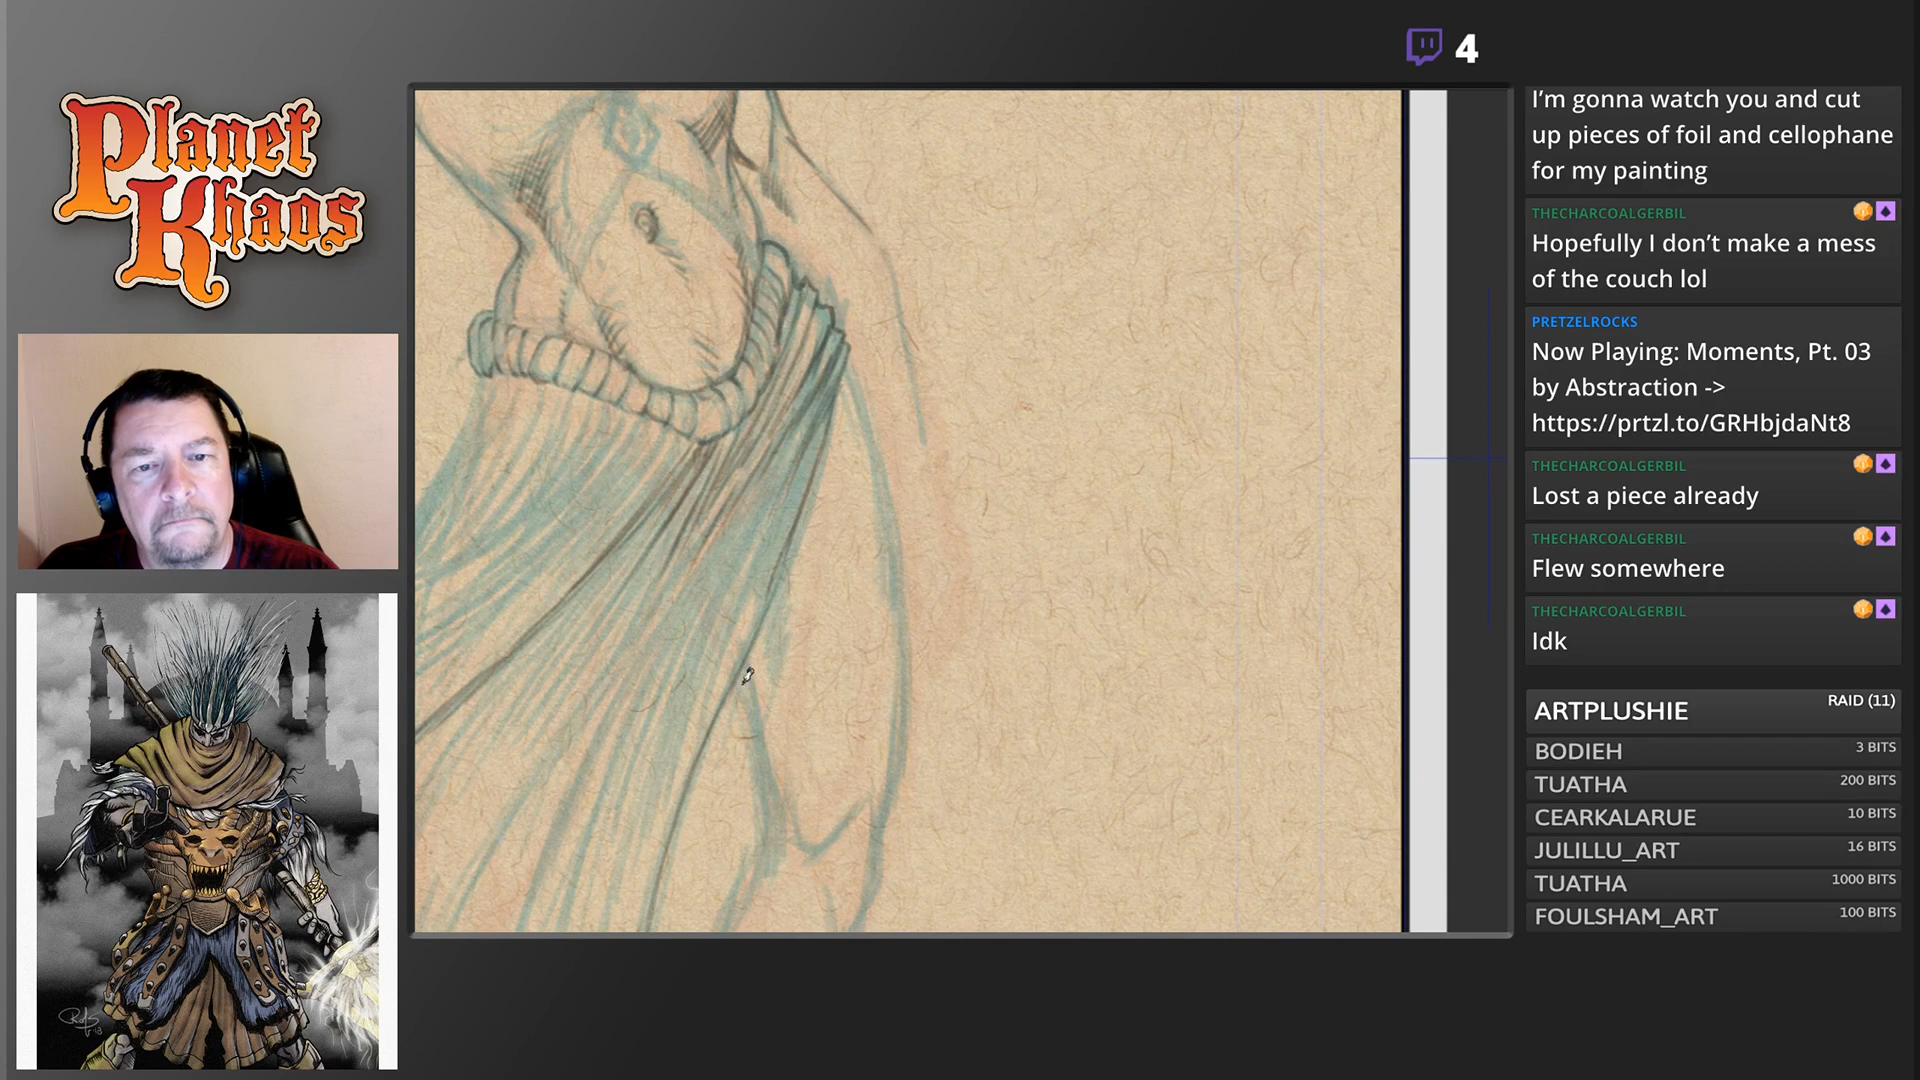 4
Planet
Khaos
I'm gonna watch you and cut
up pieces of foil and cellophane
for my painting
THECHARCOALGERBIL
Hopefully I don't make a mess
of the couch lol
PRETZELROCKS
Now Playing: Moments, Pt. 03
by Abstraction ->
https://prtzl.to/GRHbjdaNt8
THECHARCOALGERBIL
Lost a piece already
THECHARCOALGERBIL
Flew somewhere
THECHARCOALGERBIL
Idk
ARTPLUSHIE RAID (11)
BODIEH 3 BITS
TUATHA 200 BITS
CEARKALARUE 10 BITS
JULILLU_ART 16 BITS
TUATHA 1000 BITS
FOULSHAM_ART 100 BITS